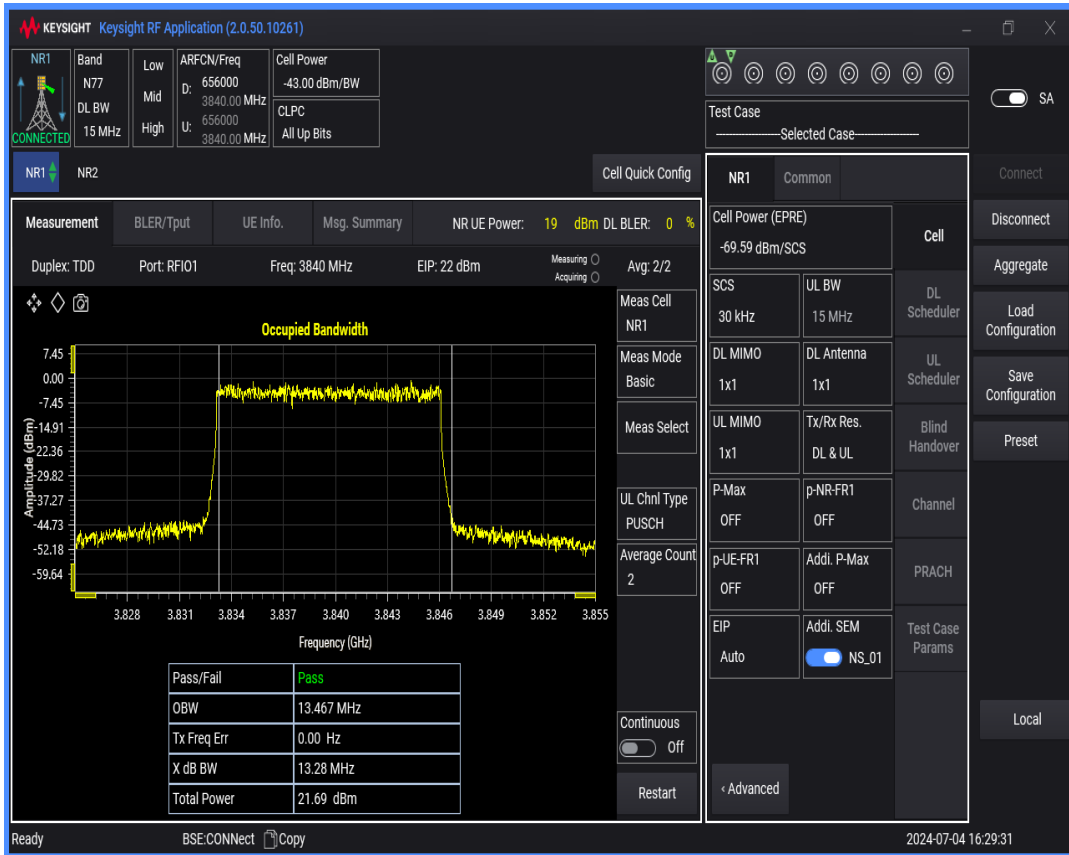 KEYSIGHT Keysight RF Application (2.0.50.10261)
NR1
CONNECTED
Band
N77
DL BW
15 MHz
Low
Mid
High
ARFCN/Freq
D: 656000
3840.00 MHz
U: 656000
3840.00 MHz
Cell Power
-43.00 dBm/BW
CLPC
All Up Bits
Test Case
----------Selected Case----------
SA
NR1
NR2
Cell Quick Config
Measurement
BLER/Tput
UE Info.
Msg. Summary
NR UE Power: 19 dBm DL BLER: 0 %
Duplex: TDD
Port: RFIO1
Freq: 3840 MHz
EIP: 22 dBm
Measuring
Acquiring
Avg: 2/2
Occupied Bandwidth
7.45
0.00
-7.45
-14.91
-22.36
-29.82
-37.27
-44.73
-52.18
-59.64
Amplitude (dBm)
3.828 3.831 3.834 3.837 3.840 3.843 3.846 3.849 3.852 3.855
Frequency (GHz)
Pass/Fail Pass
OBW 13.467 MHz
Tx Freq Err 0.00 Hz
X dB BW 13.28 MHz
Total Power 21.69 dBm
Meas Cell
NR1
Meas Mode
Basic
Meas Select
UL Chnl Type
PUSCH
Average Count
2
Continuous
Off
Restart
NR1
Common
Cell Power (EPRE)
-69.59 dBm/SCS
SCS
30 kHz
UL BW
15 MHz
DL MIMO
1x1
DL Antenna
1x1
UL MIMO
1x1
Tx/Rx Res.
DL & UL
P-Max
OFF
p-NR-FR1
OFF
p-UE-FR1
OFF
Addi. P-Max
OFF
EIP
Auto
Addi. SEM
NS_01
‹ Advanced
Cell
DL
Scheduler
UL
Scheduler
Blind
Handover
Channel
PRACH
Test Case
Params
Connect
Disconnect
Aggregate
Load
Configuration
Save
Configuration
Preset
Local
Ready
BSE:CONNect
Copy
2024-07-04 16:29:31